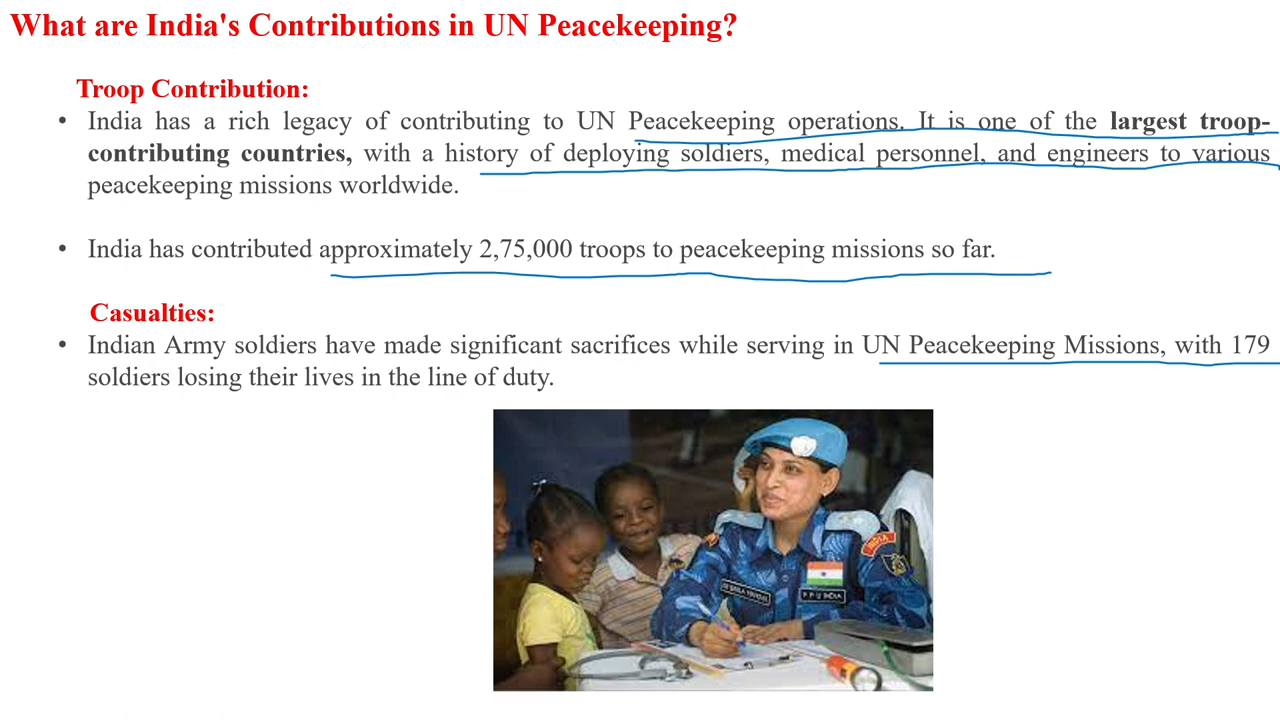 What are India's Contributions in UN Peacekeeping?
Troop Contribution:
• India has a rich legacy of contributing to UN Peacekeeping operations. It is one of the largest troop-
contributing countries, with a history of deploying soldiers, medical personnel, and engineers to various
peacekeeping missions worldwide.
• India has contributed approximately 2,75,000 troops to peacekeeping missions so far.
Casualties:
• Indian Army soldiers have made significant sacrifices while serving in UN Peacekeeping Missions, with 179
soldiers losing their lives in the line of duty.
INDIA
F P U INDIA